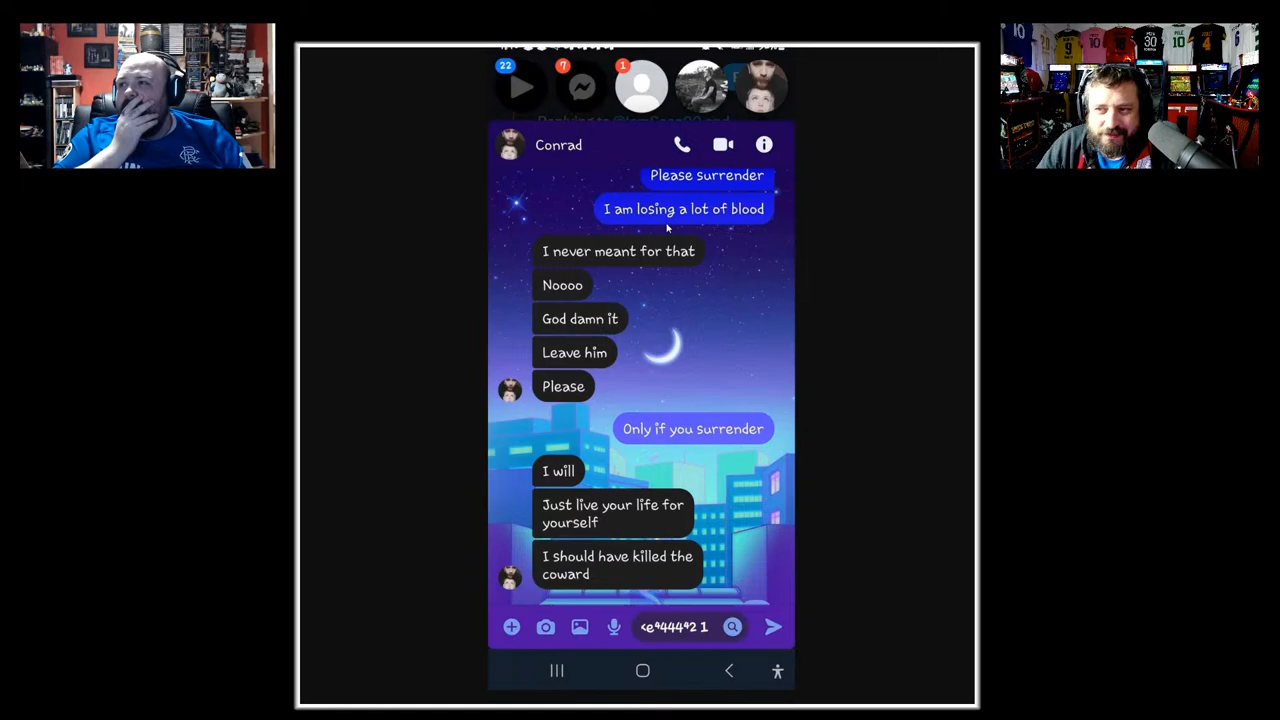 22
7
1
Conrad
Please surrender
I am losing a lot of blood
I never meant for that
Noooo
God damn it
Leave him
Please
Only if you surrender
I will
Just live your life for
yourself
I should have killed the
coward